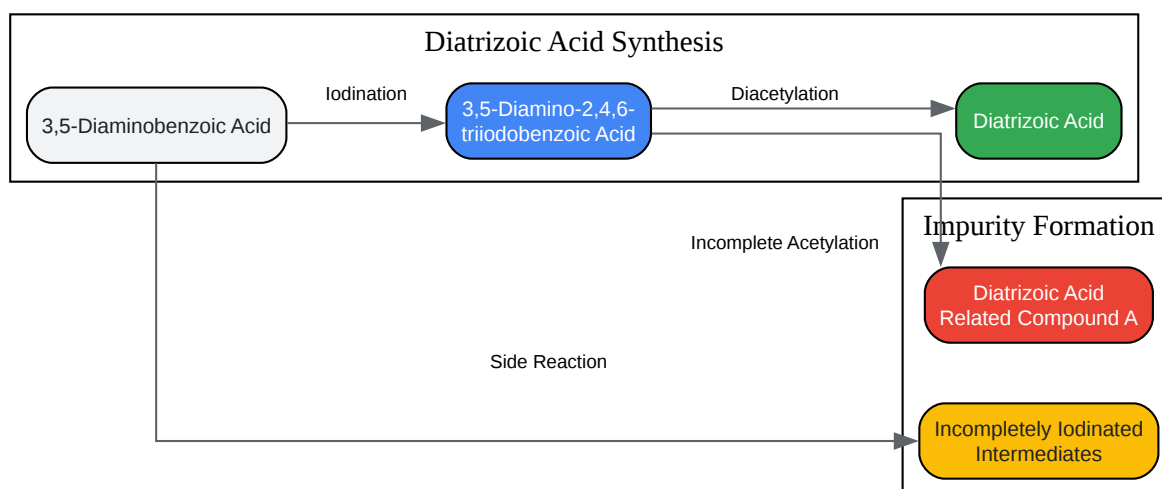 Diatrizoic Acid Synthesis
3,5-Diaminobenzoic Acid
Iodination
3,5-Diamino-2,4,6-
triiodobenzoic Acid
Diacetylation
Diatrizoic Acid
Impurity Formation
Incomplete Acetylation
Diatrizoic Acid
Related Compound A
Side Reaction
Incompletely Iodinated
Intermediates